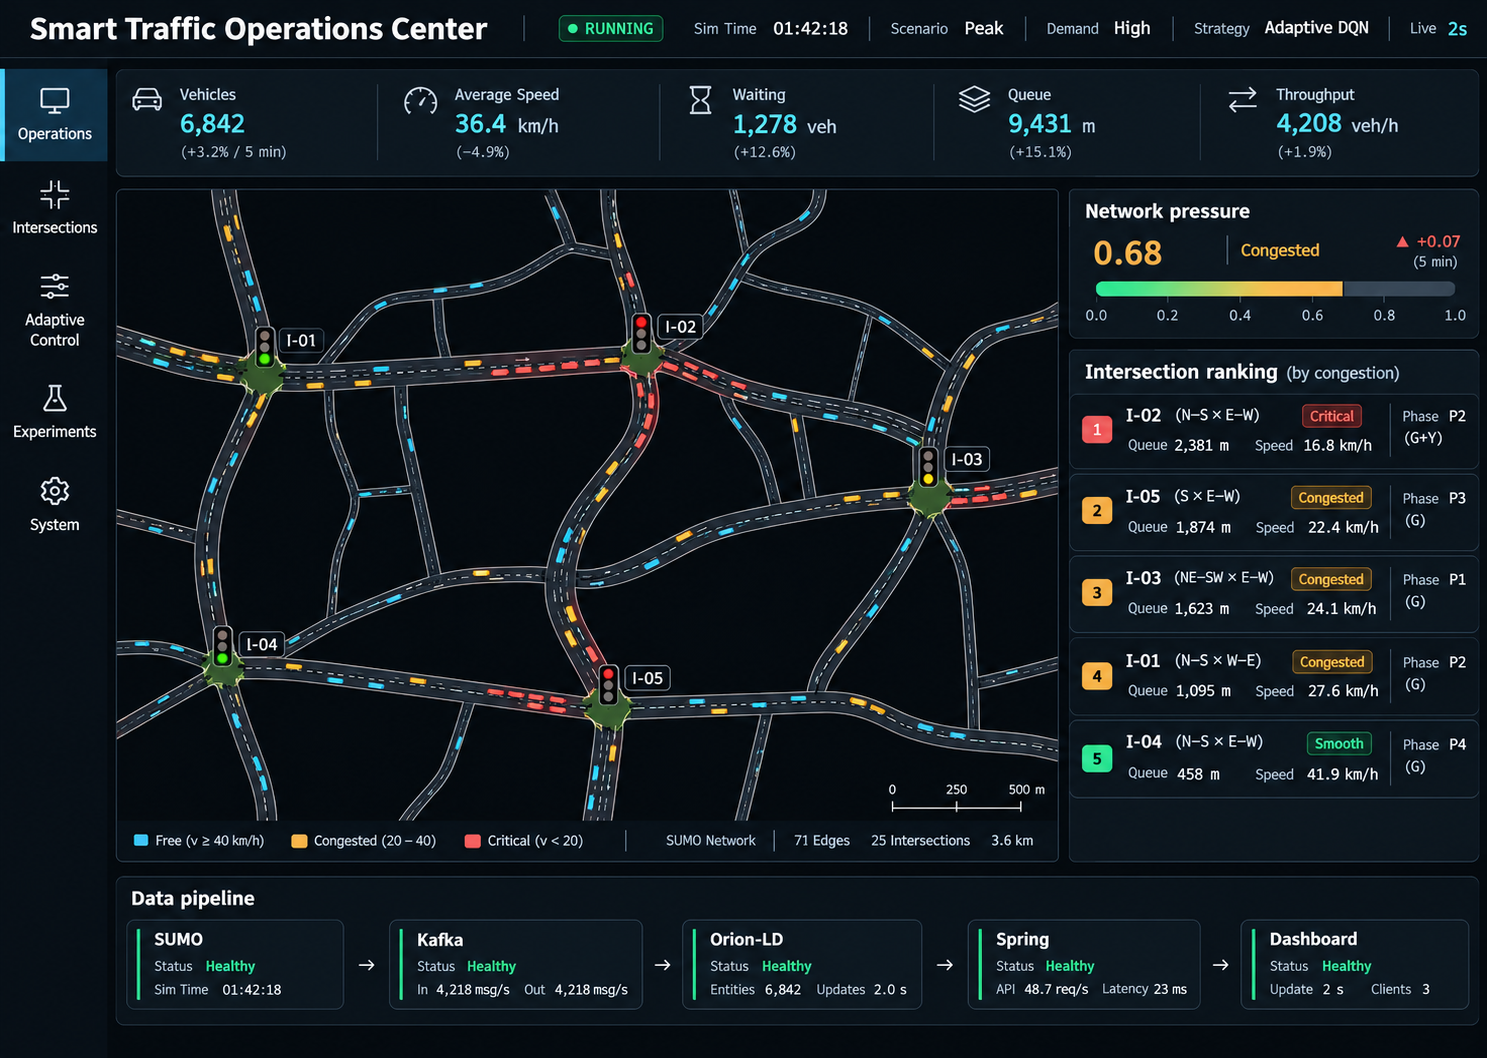 Smart Traffic Operations Center
RUNNING
Sim Time 01:42:18
Scenario Peak
Demand High
Strategy Adaptive DQN
Live 2s
Operations
Intersections
Adaptive
Control
Experiments
System
Vehicles
6,842
(+3.2% / 5 min)
Average Speed
36.4 km/h
(−4.9%)
Waiting
1,278 veh
(+12.6%)
Queue
9,431 m
(+15.1%)
Throughput
4,208 veh/h
(+1.9%)
I-01
I-02
I-03
I-04
I-05
0 250 500 m
Free (v ≥ 40 km/h)
Congested (20 – 40)
Critical (v < 20)
SUMO Network
71 Edges 25 Intersections 3.6 km
Network pressure
0.68
Congested
▲ +0.07
(5 min)
0.0 0.2 0.4 0.6 0.8 1.0
Intersection ranking (by congestion)
1
I-02 (N–S × E–W) Critical
Queue 2,381 m Speed 16.8 km/h
Phase P2
(G+Y)
2
I-05 (S × E–W) Congested
Queue 1,874 m Speed 22.4 km/h
Phase P3
(G)
3
I-03 (NE–SW × E–W) Congested
Queue 1,623 m Speed 24.1 km/h
Phase P1
(G)
4
I-01 (N–S × W–E) Congested
Queue 1,095 m Speed 27.6 km/h
Phase P2
(G)
5
I-04 (N–S × E–W) Smooth
Queue 458 m Speed 41.9 km/h
Phase P4
(G)
Data pipeline
SUMO
Status Healthy
Sim Time 01:42:18
→
Kafka
Status Healthy
In 4,218 msg/s Out 4,218 msg/s
→
Orion-LD
Status Healthy
Entities 6,842 Updates 2.0 s
→
Spring
Status Healthy
API 48.7 req/s Latency 23 ms
→
Dashboard
Status Healthy
Update 2 s Clients 3